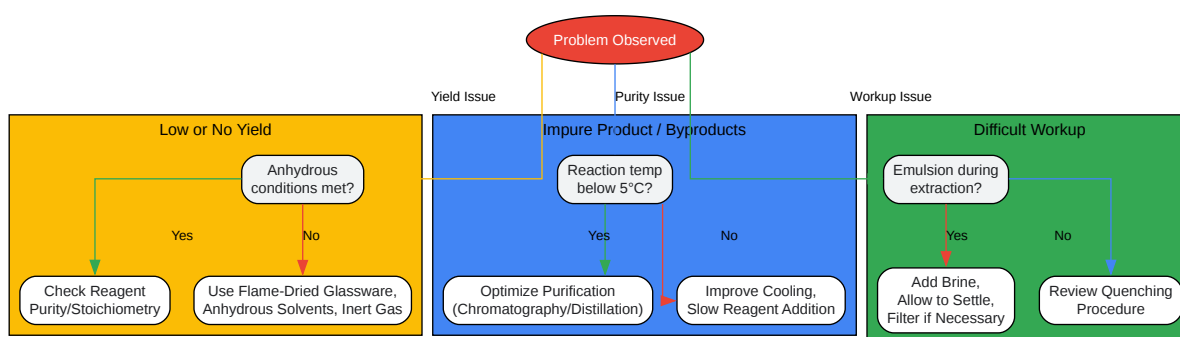 Problem Observed
Yield Issue
Purity Issue
Workup Issue
Low or No Yield
Impure Product / Byproducts
Difficult Workup
Anhydrous
conditions met?
Reaction temp
below 5°C?
Emulsion during
extraction?
Yes
No
Yes
No
Yes
No
Check Reagent
Purity/Stoichiometry
Use Flame-Dried Glassware,
Anhydrous Solvents, Inert Gas
Optimize Purification
(Chromatography/Distillation)
Improve Cooling,
Slow Reagent Addition
Add Brine,
Allow to Settle,
Filter if Necessary
Review Quenching
Procedure